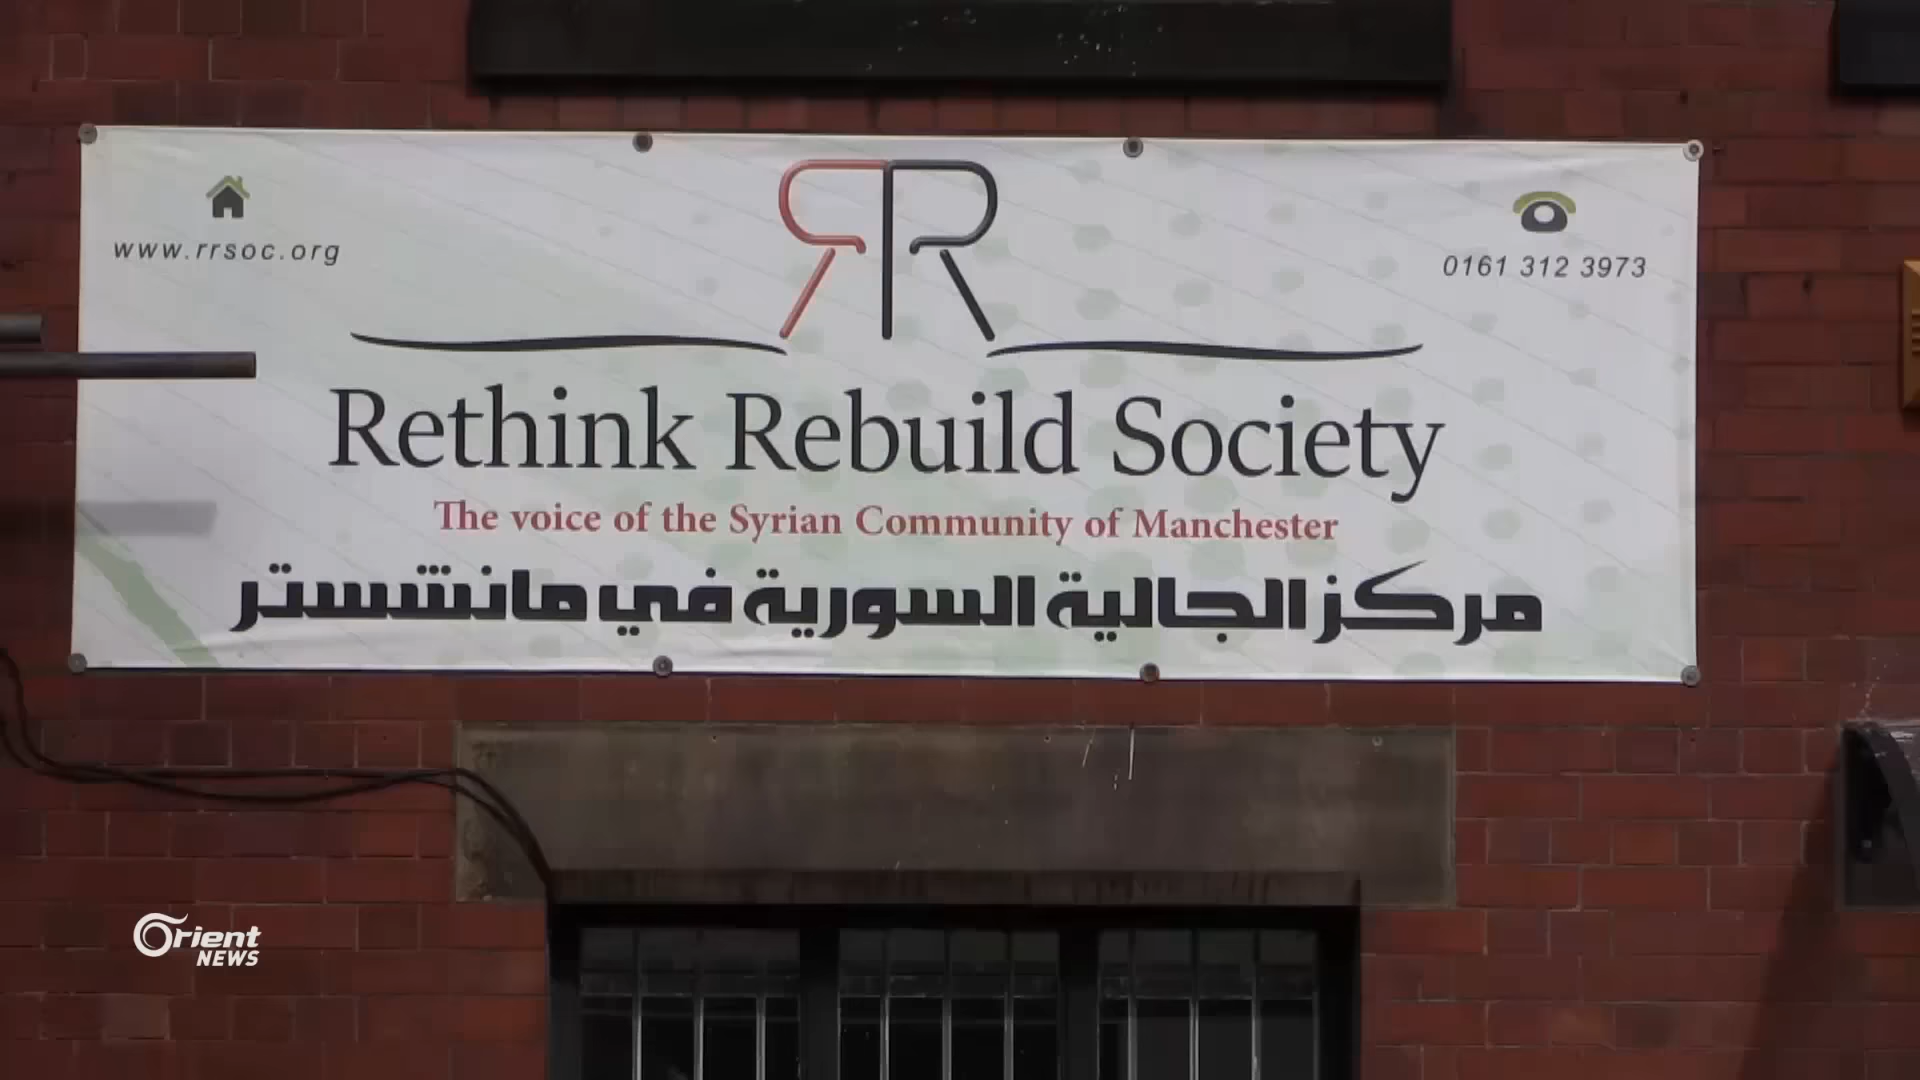 www.rrsoc.org
0161 312 3973
Rethink Rebuild Society
The voice of the Syrian Community of Manchester
مركز الجالية السورية في مانشستر
Orient
NEWS